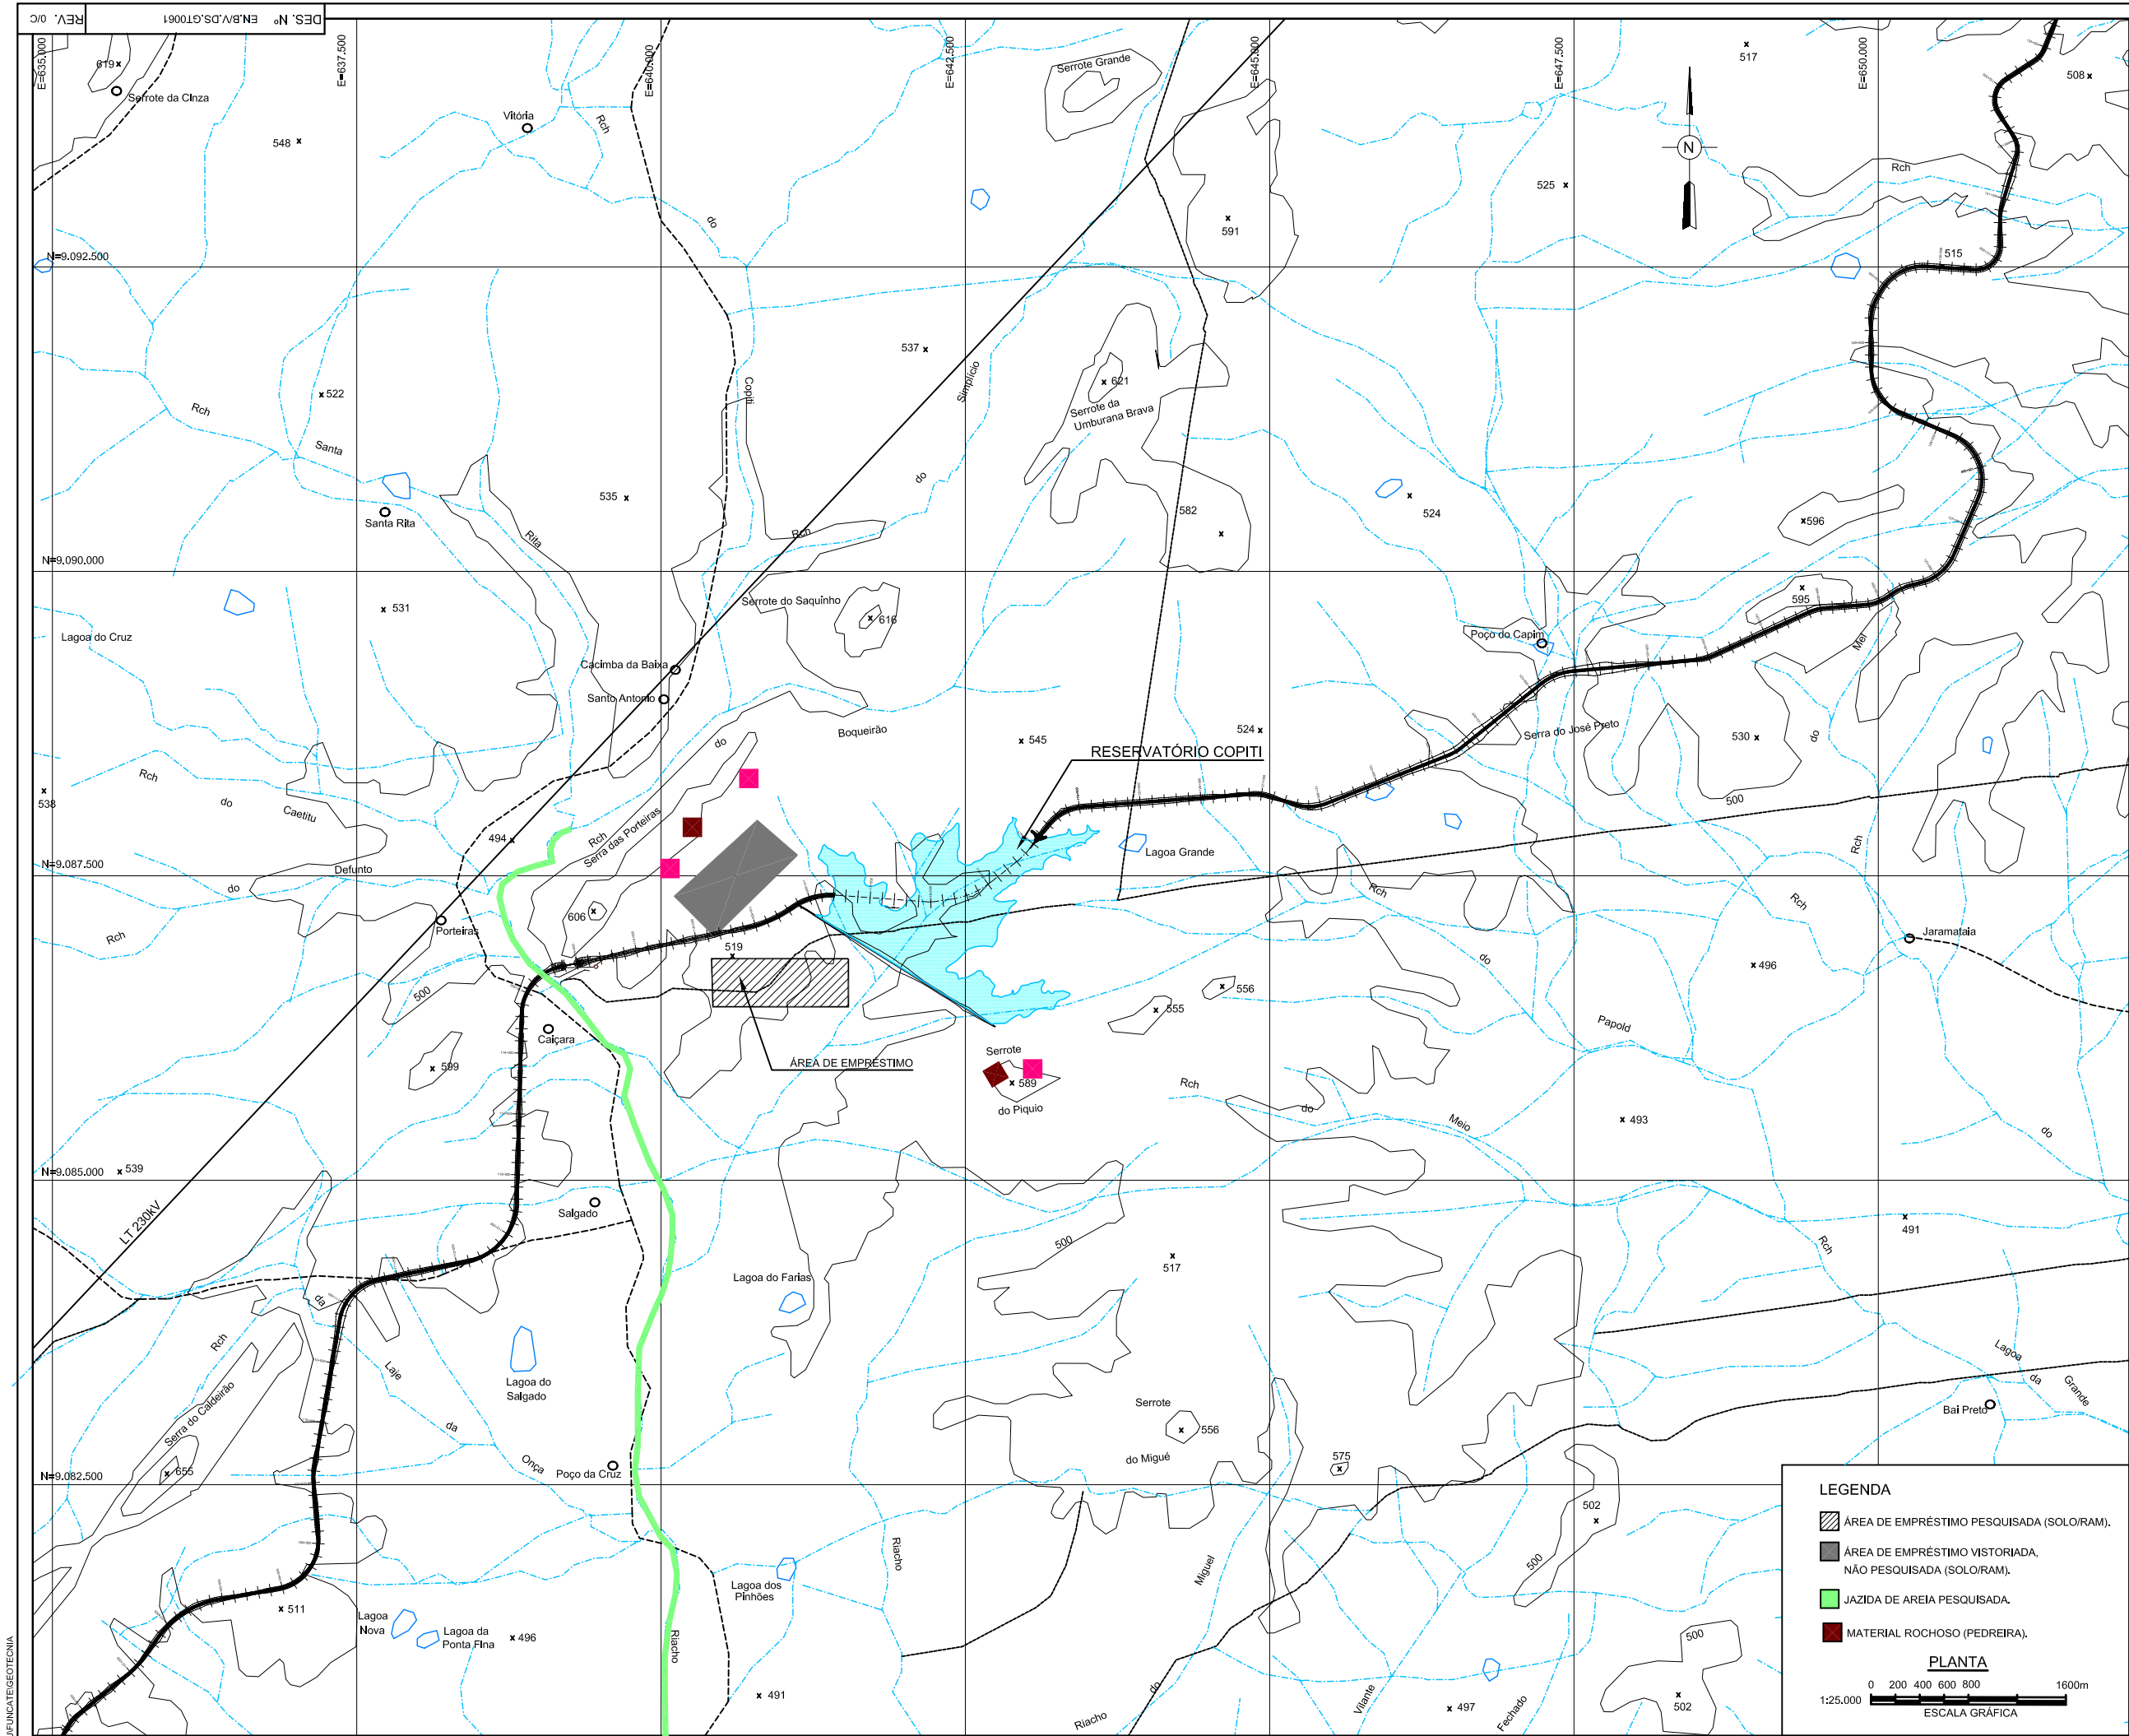 DES. Nº EN.B/V.DS.GT0061
REV. 0/C
E=635.000
E=637.500
E=640.000
E=642.500
E=645.000
E=647.500
E=650.000
619
Serrote da Cinza
548
Vitória
Rch
do
Serrote Grande
591
525
517
508
N
Rch
515
N=9.092.500
522
Rch
Santa
Copiti
537
Simplício
621
Serrote da
Umburana Brava
535
do
582
524
596
Santa Rita
Rita
Rch
N=9.090.000
531
Serrote do Saquinho
616
595
Lagoa do Cruz
Cacimba da Baixa
Santo Antonio
Poço do Capim
Mel
do
Boqueirão
545
524
Serra do José Preto
530
do
RESERVATÓRIO COPITI
Rch
do
Caetitu
538
494
Rch
Serra das Porteiras
500
Lagoa Grande
Rch
N=9.087.500
Defunto
do
Rch
Rch
606
Porteiras
Rch
519
do
Jaramataia
496
500
556
555
Papold
Caiçara
599
ÁREA DE EMPRÉSTIMO
Serrote
589
do Piquio
Rch
do
Meio
493
do
N=9.085.000
539
Salgado
LT 230KV
491
500
517
Rch
Lagoa do Farias
da
Rch
Laje
Lagoa do
Salgado
Lagoa
da
Grande
Serra do Caldeirão
da
Serrote
556
do Migué
Bai Preto
575
Onça
655
Poço da Cruz
N=9.082.500
502
500
Riacho
Miguel
Lagoa dos
Pinhões
511
Lagoa
Nova
Lagoa da
Ponta Fina
496
Riacho
500
491
do
Riacho
Vilante
497
Fechado
502
LEGENDA
ÁREA DE EMPRÉSTIMO PESQUISADA (SOLO/RAM).
ÁREA DE EMPRÉSTIMO VISTORIADA,
NÃO PESQUISADA (SOLO/RAM).
JAZIDA DE AREIA PESQUISADA.
MATERIAL ROCHOSO (PEDREIRA).
PLANTA
0 200 400 600 800 1600m
1:25.000
ESCALA GRÁFICA